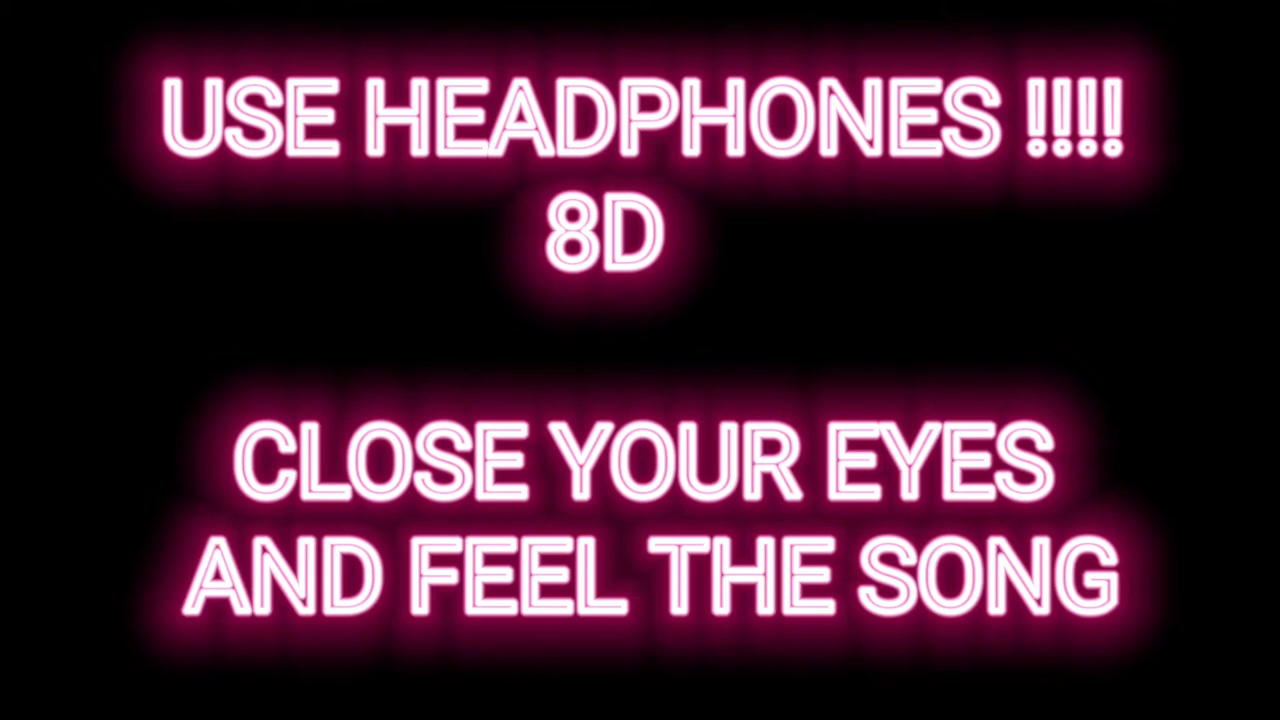 USE HEADPHONES !!!!
8D
CLOSE YOUR EYES
AND FEEL THE SONG